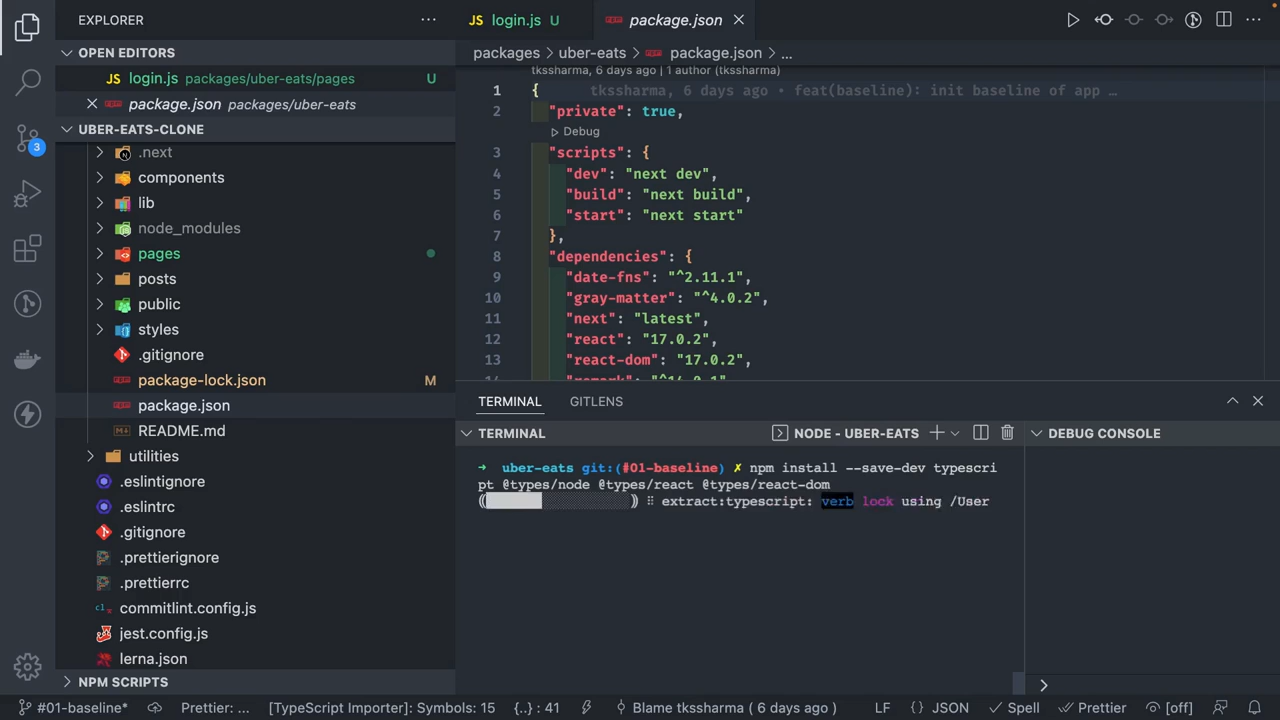 EXPLORER
OPEN EDITORS
JS login.js packages/uber-eats/pages U
package.json packages/uber-eats
UBER-EATS-CLONE
.next
components
lib
node_modules
pages
posts
public
styles
.gitignore
package-lock.json M
package.json
README.md
utilities
.eslintignore
.eslintrc
.gitignore
.prettierignore
.prettierrc
commitlint.config.js
jest.config.js
lerna.json
NPM SCRIPTS
3
JS login.js U
package.json
packages > uber-eats > package.json > ...
tkssharma, 6 days ago | 1 author (tkssharma)
1 { tkssharma, 6 days ago • feat(baseline): init baseline of app …
2 "private": true,
Debug
3 "scripts": {
4 "dev": "next dev",
5 "build": "next build",
6 "start": "next start"
7 },
8 "dependencies": {
9 "date-fns": "^2.11.1",
10 "gray-matter": "^4.0.2",
11 "next": "latest",
12 "react": "17.0.2",
13 "react-dom": "17.0.2",
TERMINAL GITLENS
TERMINAL NODE - UBER-EATS
DEBUG CONSOLE
➜ uber-eats git:(#01-baseline) ✗ npm install --save-dev typescri
pt @types/node @types/react @types/react-dom
(( )) ⠸ extract:typescript: verb lock using /User
#01-baseline* Prettier: ... [TypeScript Importer]: Symbols: 15 {..} : 41 Blame tkssharma ( 6 days ago ) LF {} JSON Spell Prettier [off]